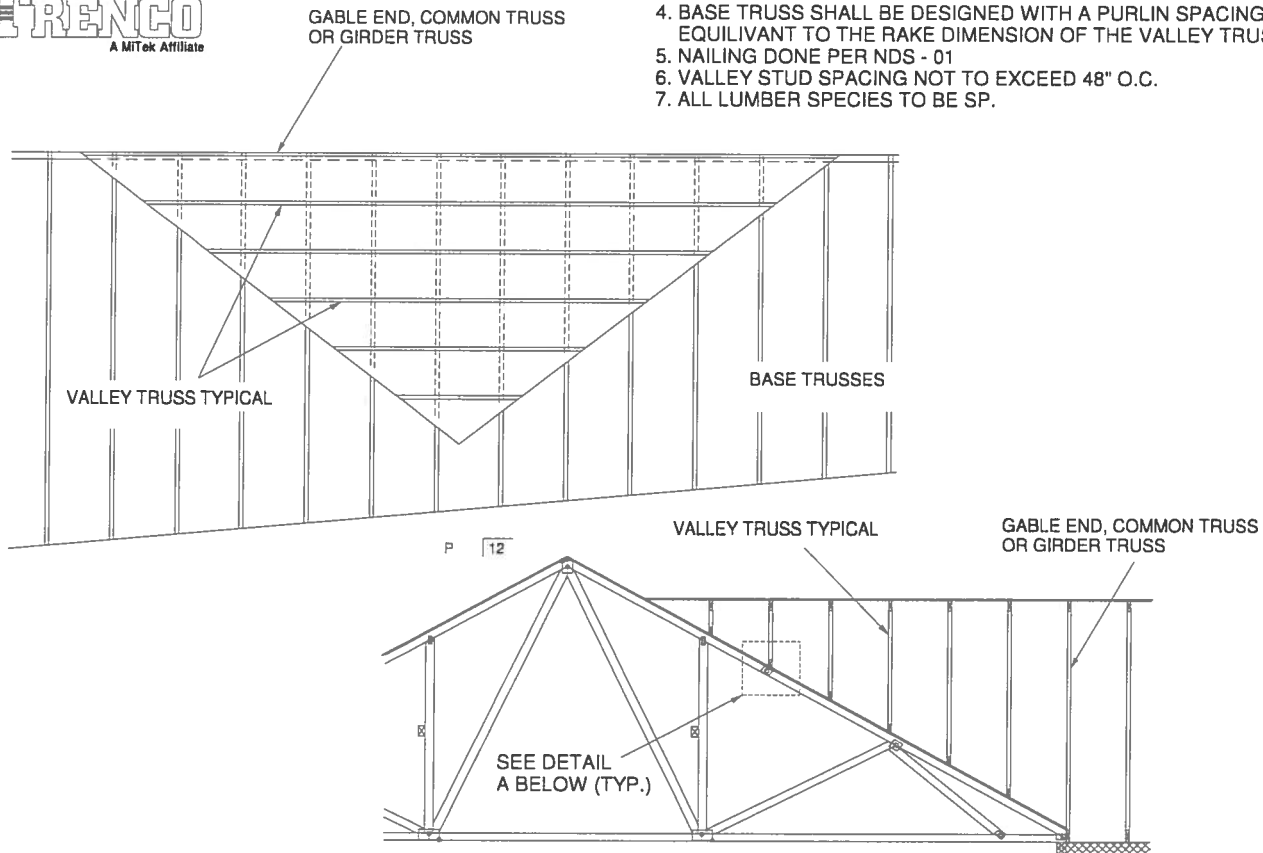 TRENCO
A MiTek Affiliate
GABLE END, COMMON TRUSS
OR GIRDER TRUSS
4. BASE TRUSS SHALL BE DESIGNED WITH A PURLIN SPACING
EQUILIVANT TO THE RAKE DIMENSION OF THE VALLEY TRUS
5. NAILING DONE PER NDS - 01
6. VALLEY STUD SPACING NOT TO EXCEED 48" O.C.
7. ALL LUMBER SPECIES TO BE SP.
VALLEY TRUSS TYPICAL
BASE TRUSSES
P 12
VALLEY TRUSS TYPICAL
GABLE END, COMMON TRUSS
OR GIRDER TRUSS
SEE DETAIL
A BELOW (TYP.)